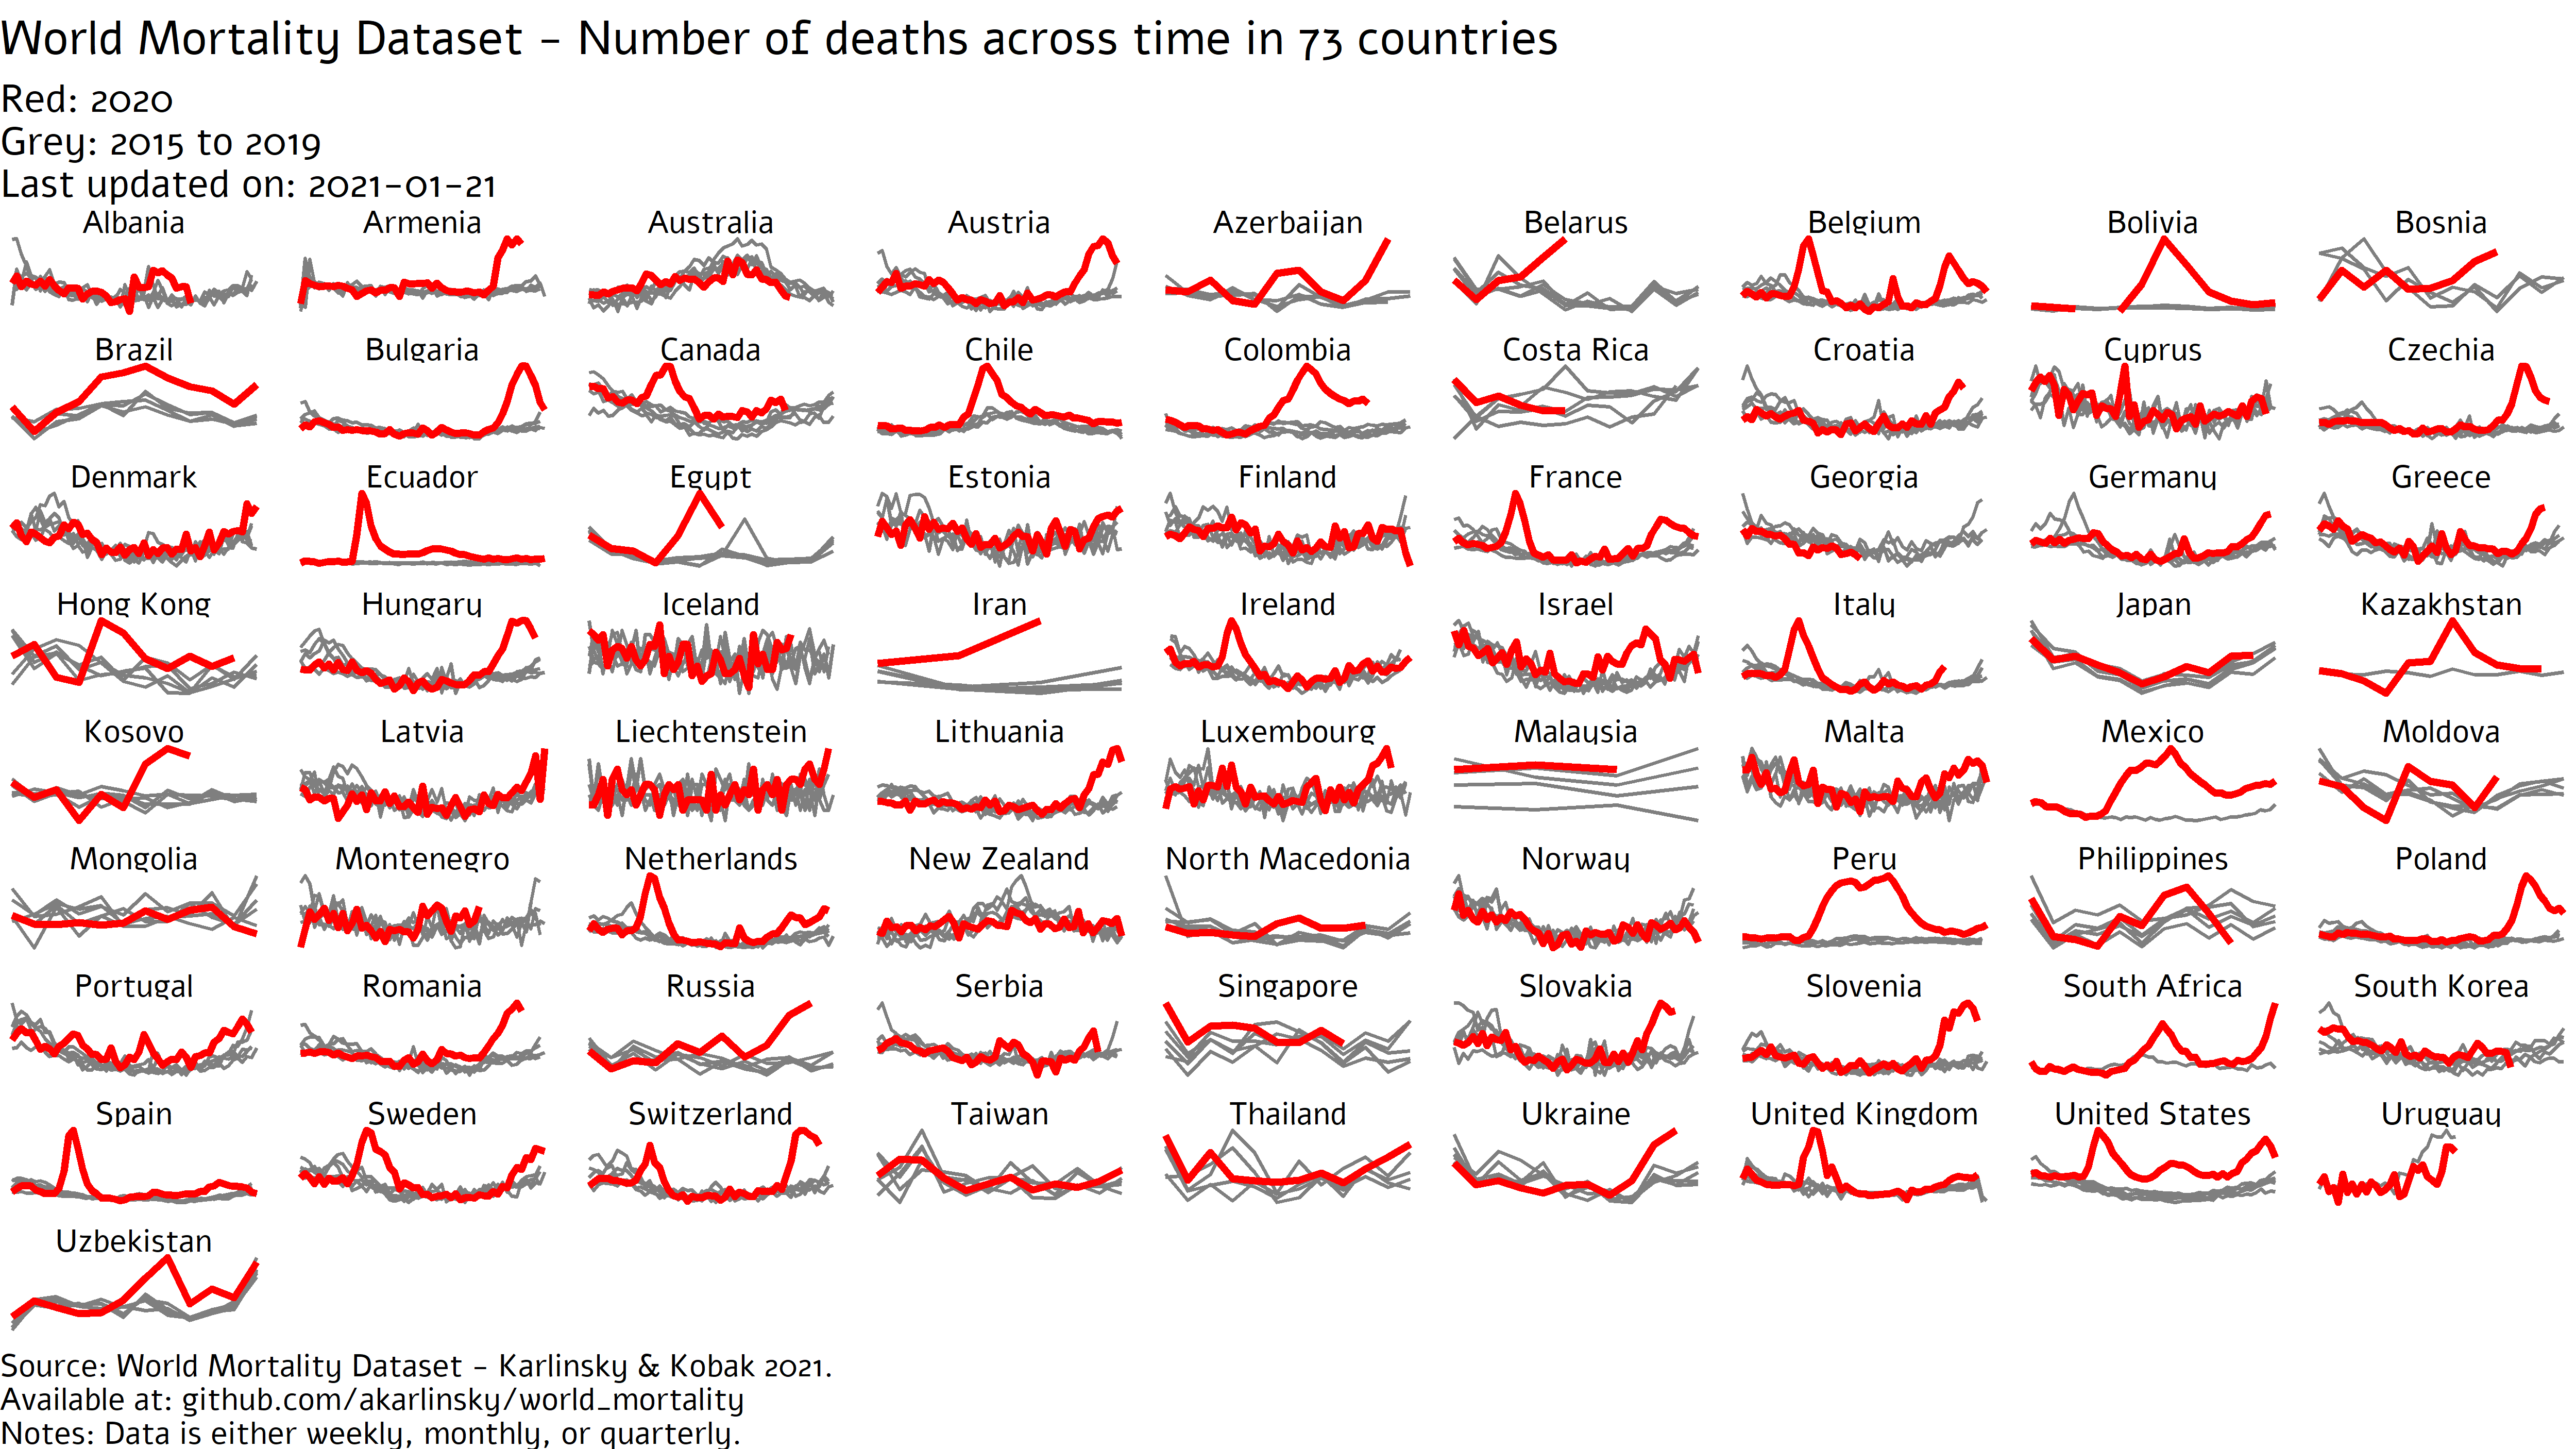 World Mortality Dataset - Number of deaths across time in 73 countries
Red: 2020
Grey: 2015 to 2019
Last updated on: 2021-01-21
Albania Armenia Australia Austria Azerbaijan Belarus Belgium Bolivia Bosnia
Brazil Bulgaria Canada Chile Colombia Costa Rica Croatia Cyprus Czechia
Denmark Ecuador Egypt Estonia Finland France Georgia Germany Greece
Hong Kong Hungary Iceland Iran Ireland Israel Italy Japan Kazakhstan
Kosovo Latvia Liechtenstein Lithuania Luxembourg Malaysia Malta Mexico Moldova
Mongolia Montenegro Netherlands New Zealand North Macedonia Norway Peru Philippines Poland
Portugal Romania Russia Serbia Singapore Slovakia Slovenia South Africa South Korea
Spain Sweden Switzerland Taiwan Thailand Ukraine United Kingdom United States Uruguay
Uzbekistan
Source: World Mortality Dataset - Karlinsky & Kobak 2021.
Available at: github.com/akarlinsky/world_mortality
Notes: Data is either weekly, monthly, or quarterly.